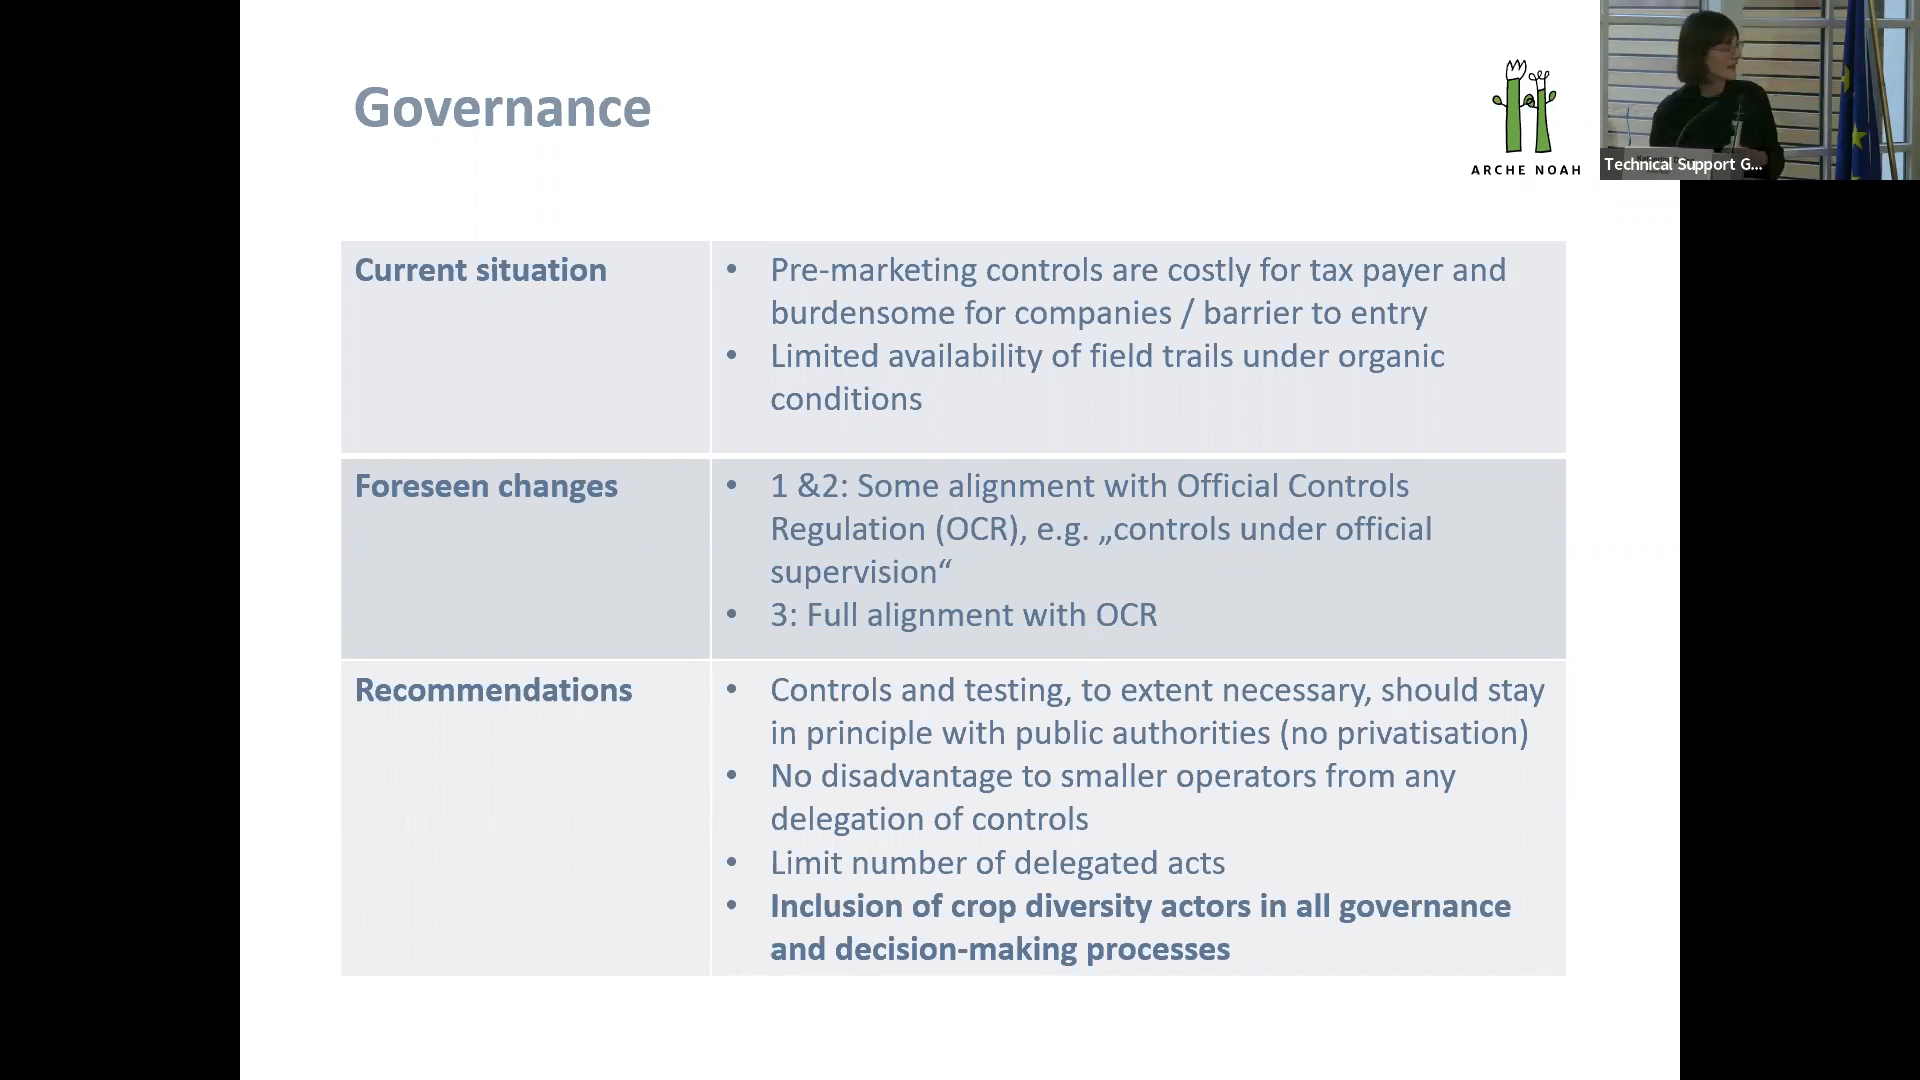 Governance
ARCHE NOAH
Technical Support G...
Current situation
• Pre-marketing controls are costly for tax payer and
burdensome for companies / barrier to entry
• Limited availability of field trails under organic
conditions
Foreseen changes
• 1 &2: Some alignment with Official Controls
Regulation (OCR), e.g. „controls under official
supervision“
• 3: Full alignment with OCR
Recommendations
• Controls and testing, to extent necessary, should stay
in principle with public authorities (no privatisation)
• No disadvantage to smaller operators from any
delegation of controls
• Limit number of delegated acts
• Inclusion of crop diversity actors in all governance
and decision-making processes